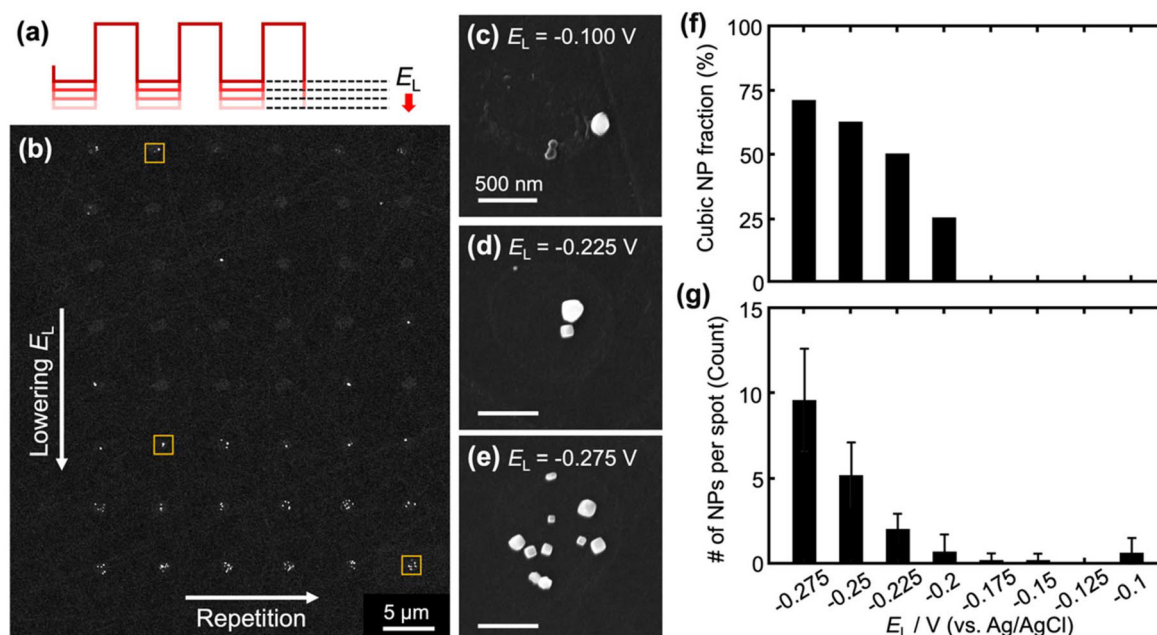 (a)
E_L
(b)
Lowering E_L
Repetition
5 μm
(c) E_L = -0.100 V
500 nm
(d) E_L = -0.225 V
(e) E_L = -0.275 V
(f)
Cubic NP fraction (%)
100
75
50
25
0
(g)
# of NPs per spot (Count)
15
10
5
0
-0.275 -0.25 -0.225 -0.2 -0.175 -0.15 -0.125 -0.1
E_L / V (vs. Ag/AgCl)